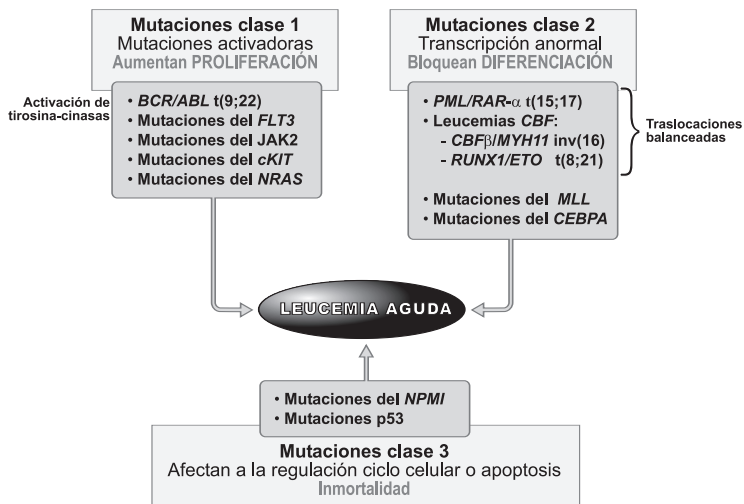 Mutaciones clase 1
Mutaciones activadoras
Aumentan PROLIFERACIÓN
Activación de
tirosina-cinasas
• BCR/ABL t(9;22)
• Mutaciones del FLT3
• Mutaciones del JAK2
• Mutaciones del cKIT
• Mutaciones del NRAS
Mutaciones clase 2
Transcripción anormal
Bloquean DIFERENCIACIÓN
• PML/RAR-α t(15;17)
• Leucemias CBF:
- CBFβ/MYH11 inv(16)
- RUNX1/ETO t(8;21)
Traslocaciones
balanceadas
• Mutaciones del MLL
• Mutaciones del CEBPA
LEUCEMIA AGUDA
• Mutaciones del NPMI
• Mutaciones p53
Mutaciones clase 3
Afectan a la regulación ciclo celular o apoptosis
Inmortalidad